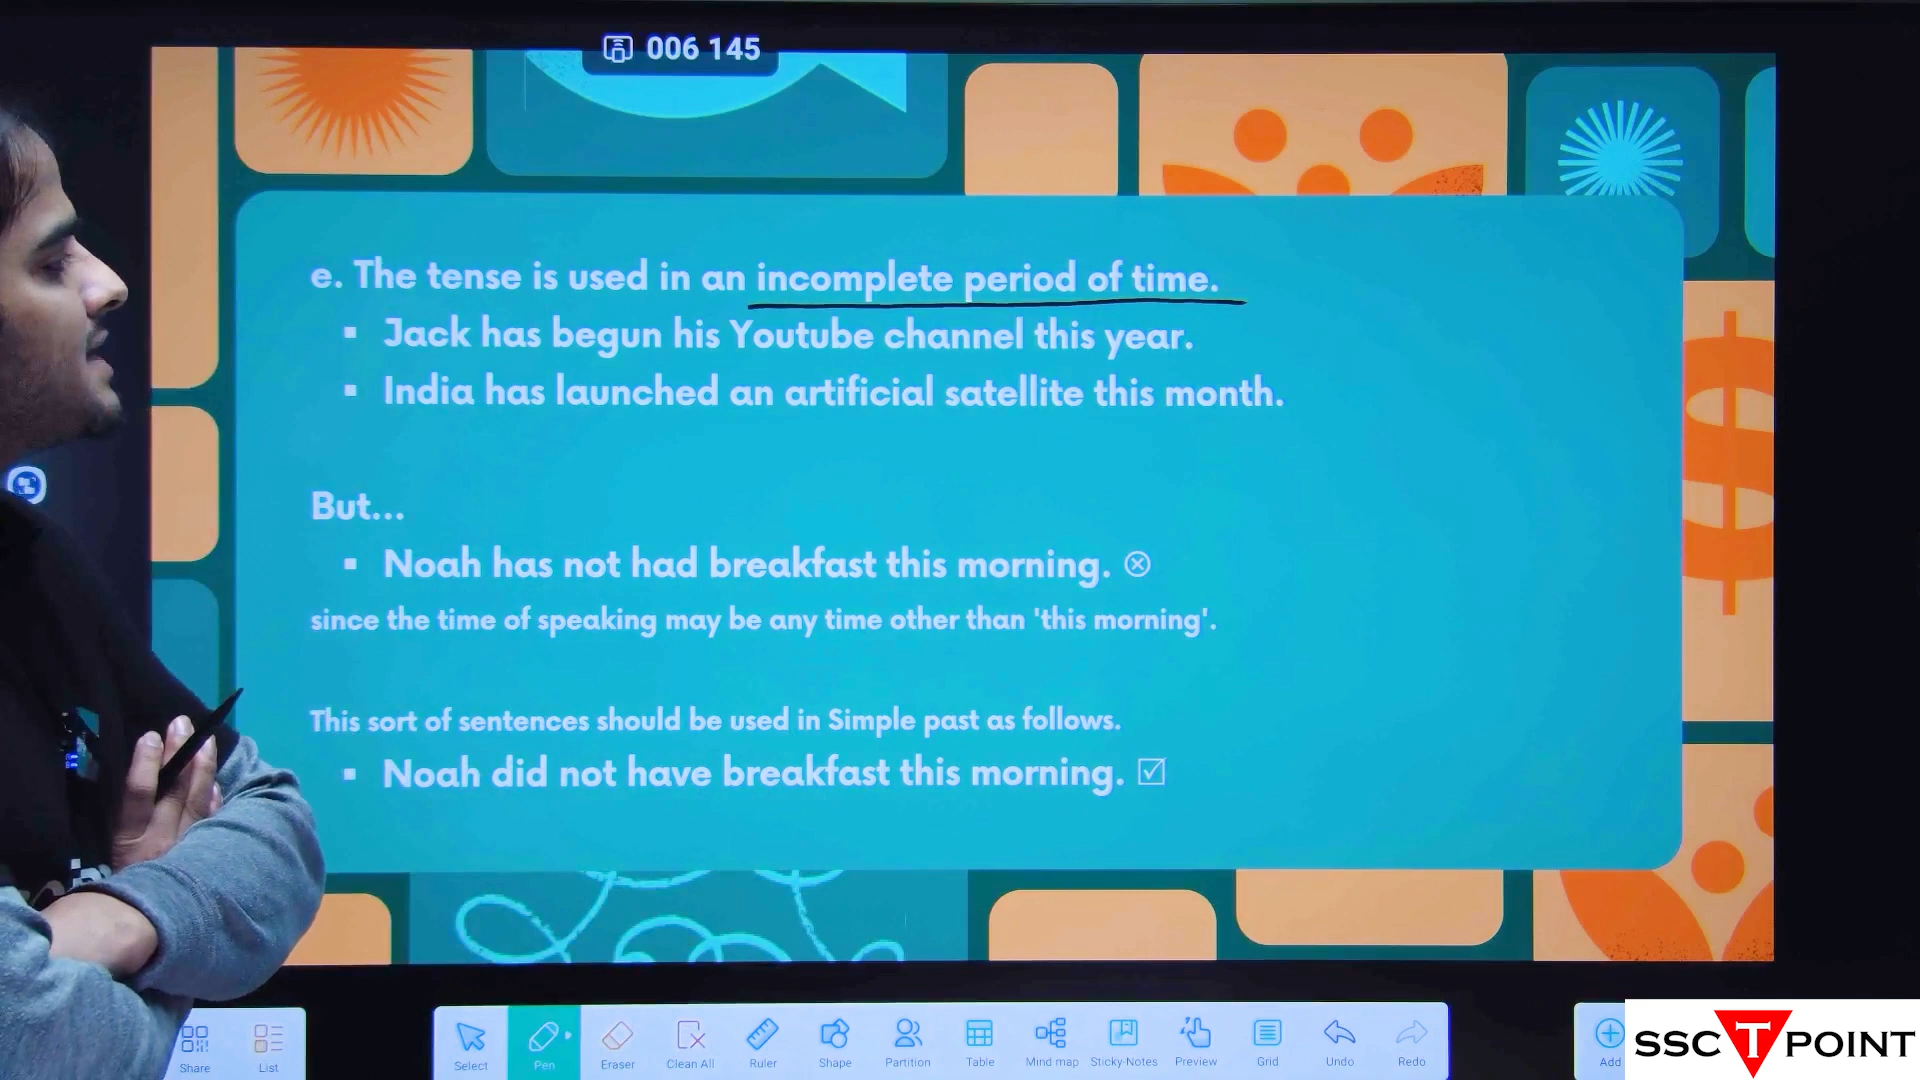 006 145
e. The tense is used in an incomplete period of time.
▪ Jack has begun his Youtube channel this year.
▪ India has launched an artificial satellite this month.
But...
▪ Noah has not had breakfast this morning. ⊗
since the time of speaking may be any time other than 'this morning'.
This sort of sentences should be used in Simple past as follows.
▪ Noah did not have breakfast this morning. ☑
Share List Select Pen Eraser Clean All Ruler Shape Partition Table Mind map Sticky-Notes Preview Grid Undo Redo Add
SSC T POINT